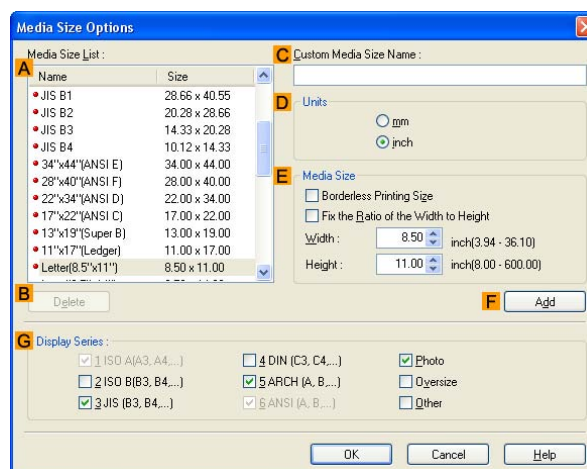 Media Size Options
A
Media Size List :
Name Size
JIS B1 28.66 x 40.55
JIS B2 20.28 x 28.66
JIS B3 14.33 x 20.28
JIS B4 10.12 x 14.33
34"x44"(ANSI E) 34.00 x 44.00
28"x40"(ANSI F) 28.00 x 40.00
22"x34"(ANSI D) 22.00 x 34.00
17"x22"(ANSI C) 17.00 x 22.00
13"x19"(Super B) 13.00 x 19.00
11"x17"(Ledger) 11.00 x 17.00
Letter(8.5"x11") 8.50 x 11.00
B
Delete
C
Custom Media Size Name :
D
Units
mm
inch
E
Media Size
Borderless Printing Size
Fix the Ratio of the Width to Height
Width : 8.50 inch(3.94 - 36.10)
Height : 11.00 inch(8.00 - 600.00)
F
Add
G
Display Series :
1 ISO A(A3, A4,...) 4 DIN (C3, C4,...) Photo
2 ISO B(B3, B4,...) 5 ARCH (A, B,...) Oversize
3 JIS (B3, B4,...) 6 ANSI (A, B,...) Other
OK Cancel Help